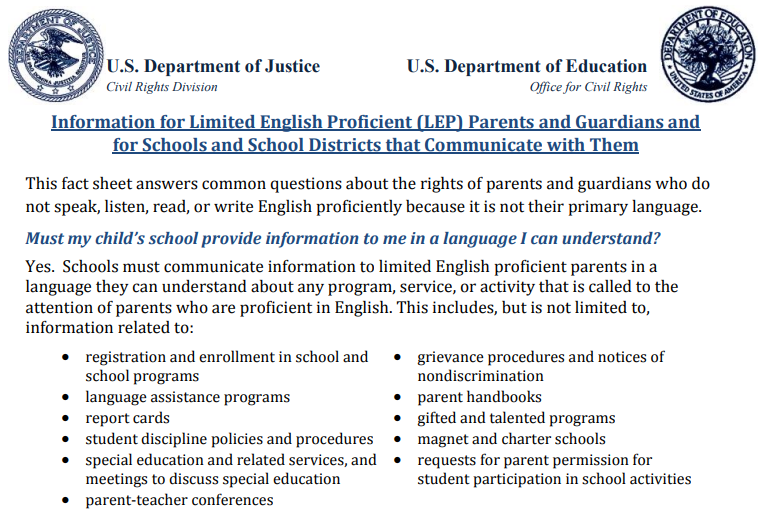 U.S. Department of Justice
Civil Rights Division
U.S. Department of Education
Office for Civil Rights
DEPARTMENT OF EDUCATION
UNITED STATES OF AMERICA
Information for Limited English Proficient (LEP) Parents and Guardians and
for Schools and School Districts that Communicate with Them
This fact sheet answers common questions about the rights of parents and guardians who do
not speak, listen, read, or write English proficiently because it is not their primary language.
Must my child's school provide information to me in a language I can understand?
Yes.  Schools must communicate information to limited English proficient parents in a
language they can understand about any program, service, or activity that is called to the
attention of parents who are proficient in English. This includes, but is not limited to,
information related to:
• registration and enrollment in school and
school programs
• language assistance programs
• report cards
• student discipline policies and procedures
• special education and related services, and
meetings to discuss special education
• parent-teacher conferences
• grievance procedures and notices of
nondiscrimination
• parent handbooks
• gifted and talented programs
• magnet and charter schools
• requests for parent permission for
student participation in school activities